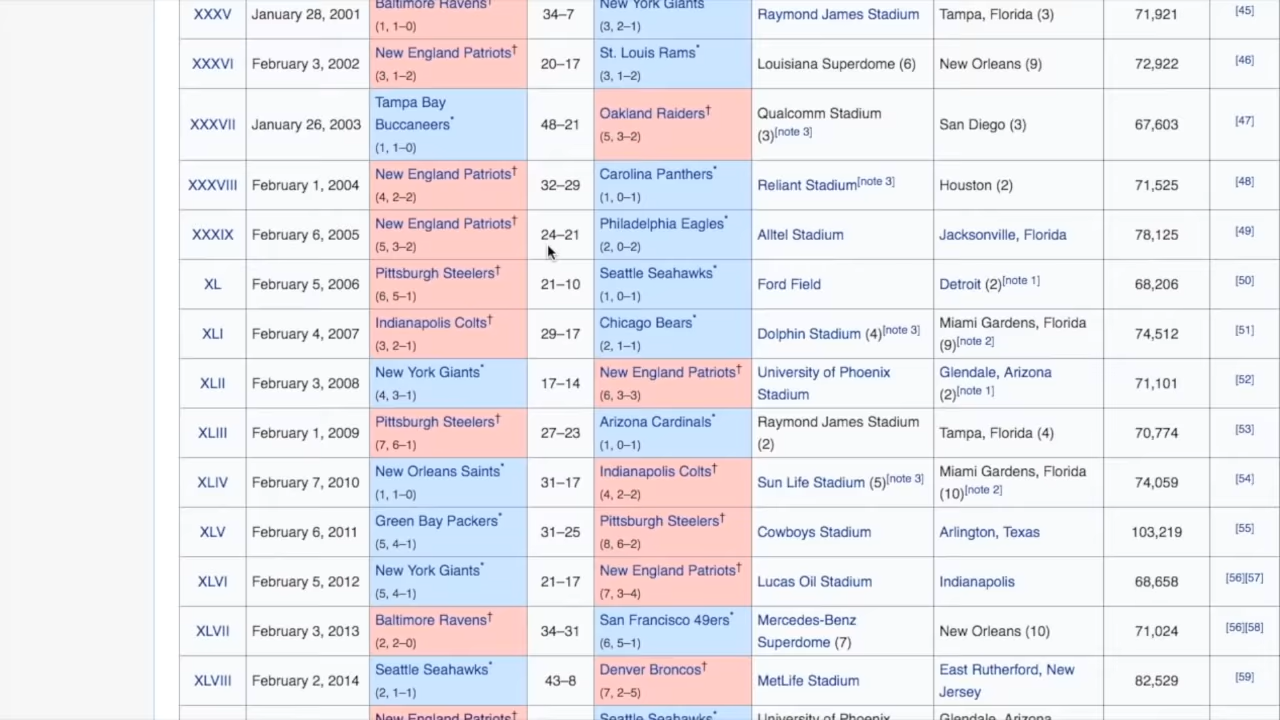 XXXV January 28, 2001 Baltimore Ravens† 34–7 New York Giants Raymond James Stadium Tampa, Florida (3) 71,921 [45]
(1, 1–0) (3, 2–1)
XXXVI February 3, 2002 New England Patriots† 20–17 St. Louis Rams* Louisiana Superdome (6) New Orleans (9) 72,922 [46]
(3, 1–2) (3, 1–2)
XXXVII January 26, 2003 Tampa Bay 48–21 Oakland Raiders† Qualcomm Stadium San Diego (3) 67,603 [47]
Buccaneers* (5, 3–2) (3)[note 3]
(1, 1–0)
XXXVIII February 1, 2004 New England Patriots† 32–29 Carolina Panthers* Reliant Stadium[note 3] Houston (2) 71,525 [48]
(4, 2–2) (1, 0–1)
XXXIX February 6, 2005 New England Patriots† 24–21 Philadelphia Eagles* Alltel Stadium Jacksonville, Florida 78,125 [49]
(5, 3–2) (2, 0–2)
XL February 5, 2006 Pittsburgh Steelers† 21–10 Seattle Seahawks* Ford Field Detroit (2)[note 1] 68,206 [50]
(6, 5–1) (1, 0–1)
XLI February 4, 2007 Indianapolis Colts† 29–17 Chicago Bears* Dolphin Stadium (4)[note 3] Miami Gardens, Florida 74,512 [51]
(3, 2–1) (2, 1–1) (9)[note 2]
XLII February 3, 2008 New York Giants* 17–14 New England Patriots† University of Phoenix Glendale, Arizona 71,101 [52]
(4, 3–1) (6, 3–3) Stadium (2)[note 1]
XLIII February 1, 2009 Pittsburgh Steelers† 27–23 Arizona Cardinals* Raymond James Stadium Tampa, Florida (4) 70,774 [53]
(7, 6–1) (1, 0–1) (2)
XLIV February 7, 2010 New Orleans Saints* 31–17 Indianapolis Colts† Sun Life Stadium (5)[note 3] Miami Gardens, Florida 74,059 [54]
(1, 1–0) (4, 2–2) (10)[note 2]
XLV February 6, 2011 Green Bay Packers* 31–25 Pittsburgh Steelers† Cowboys Stadium Arlington, Texas 103,219 [55]
(5, 4–1) (8, 6–2)
XLVI February 5, 2012 New York Giants* 21–17 New England Patriots† Lucas Oil Stadium Indianapolis 68,658 [56][57]
(5, 4–1) (7, 3–4)
XLVII February 3, 2013 Baltimore Ravens† 34–31 San Francisco 49ers* Mercedes-Benz New Orleans (10) 71,024 [56][58]
(2, 2–0) (6, 5–1) Superdome (7)
XLVIII February 2, 2014 Seattle Seahawks* 43–8 Denver Broncos† MetLife Stadium East Rutherford, New 82,529 [59]
(2, 1–1) (7, 2–5) Jersey
New England Patriots† Seattle Seahawks* University of Phoenix Glendale, Arizona